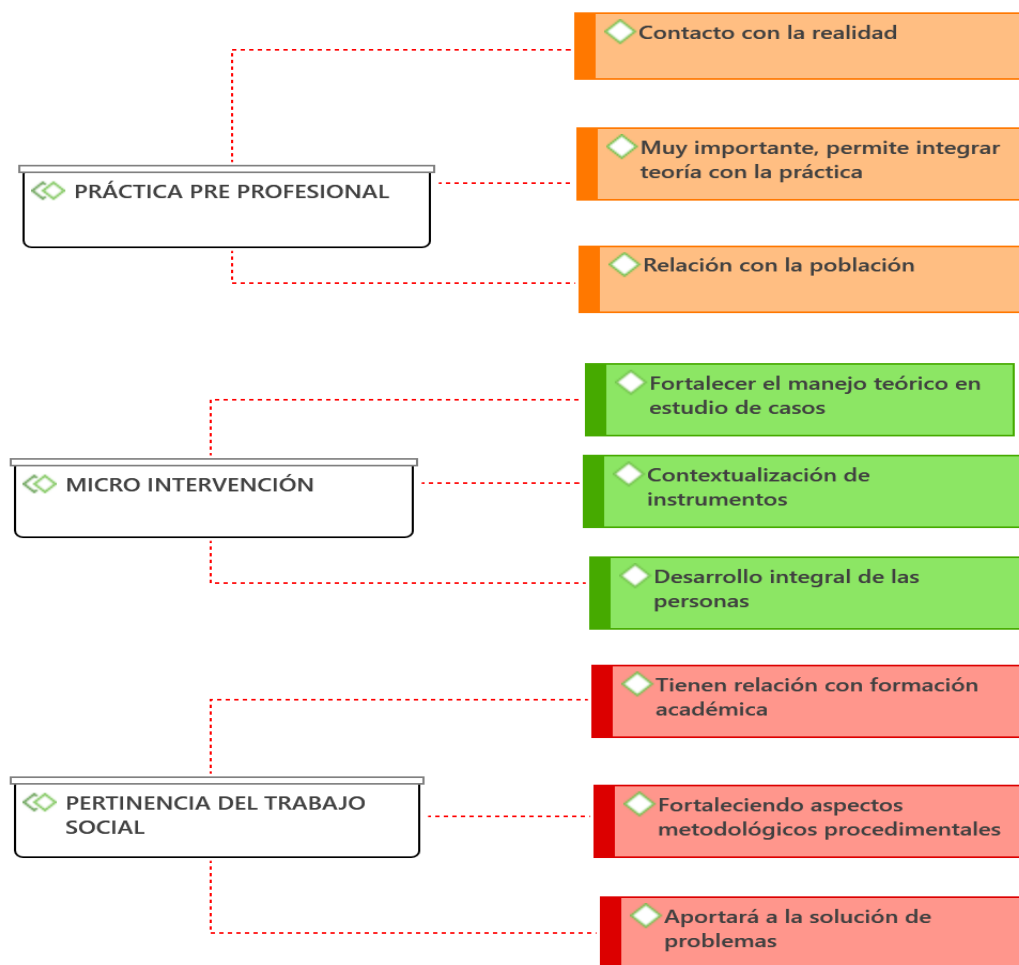 Contacto con la realidad
Muy importante, permite integrar
teoría con la práctica
PRÁCTICA PRE PROFESIONAL
Relación con la población
Fortalecer el manejo teórico en
estudio de casos
MICRO INTERVENCIÓN
Contextualización de
instrumentos
Desarrollo integral de las
personas
Tienen relación con formación
académica
PERTINENCIA DEL TRABAJO
SOCIAL
Fortaleciendo aspectos
metodológicos procedimentales
Aportará a la solución de
problemas